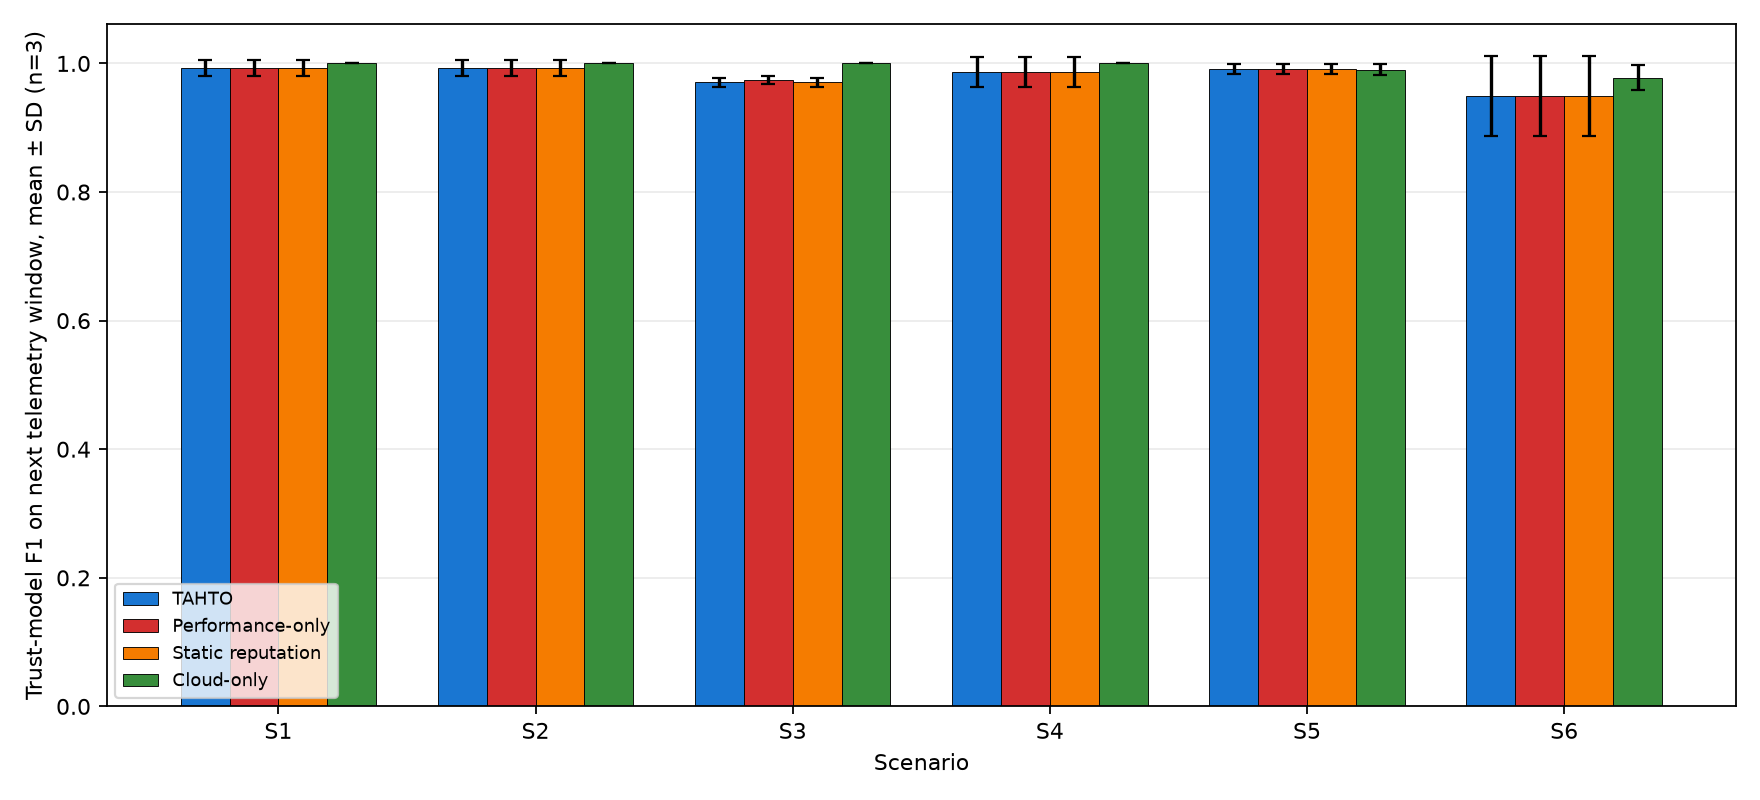 Trust-model F1 on next telemetry window, mean ± SD (n=3)
1.0
0.8
0.6
0.4
0.2
0.0
TAHTO
Performance-only
Static reputation
Cloud-only
S1 S2 S3 S4 S5 S6
Scenario